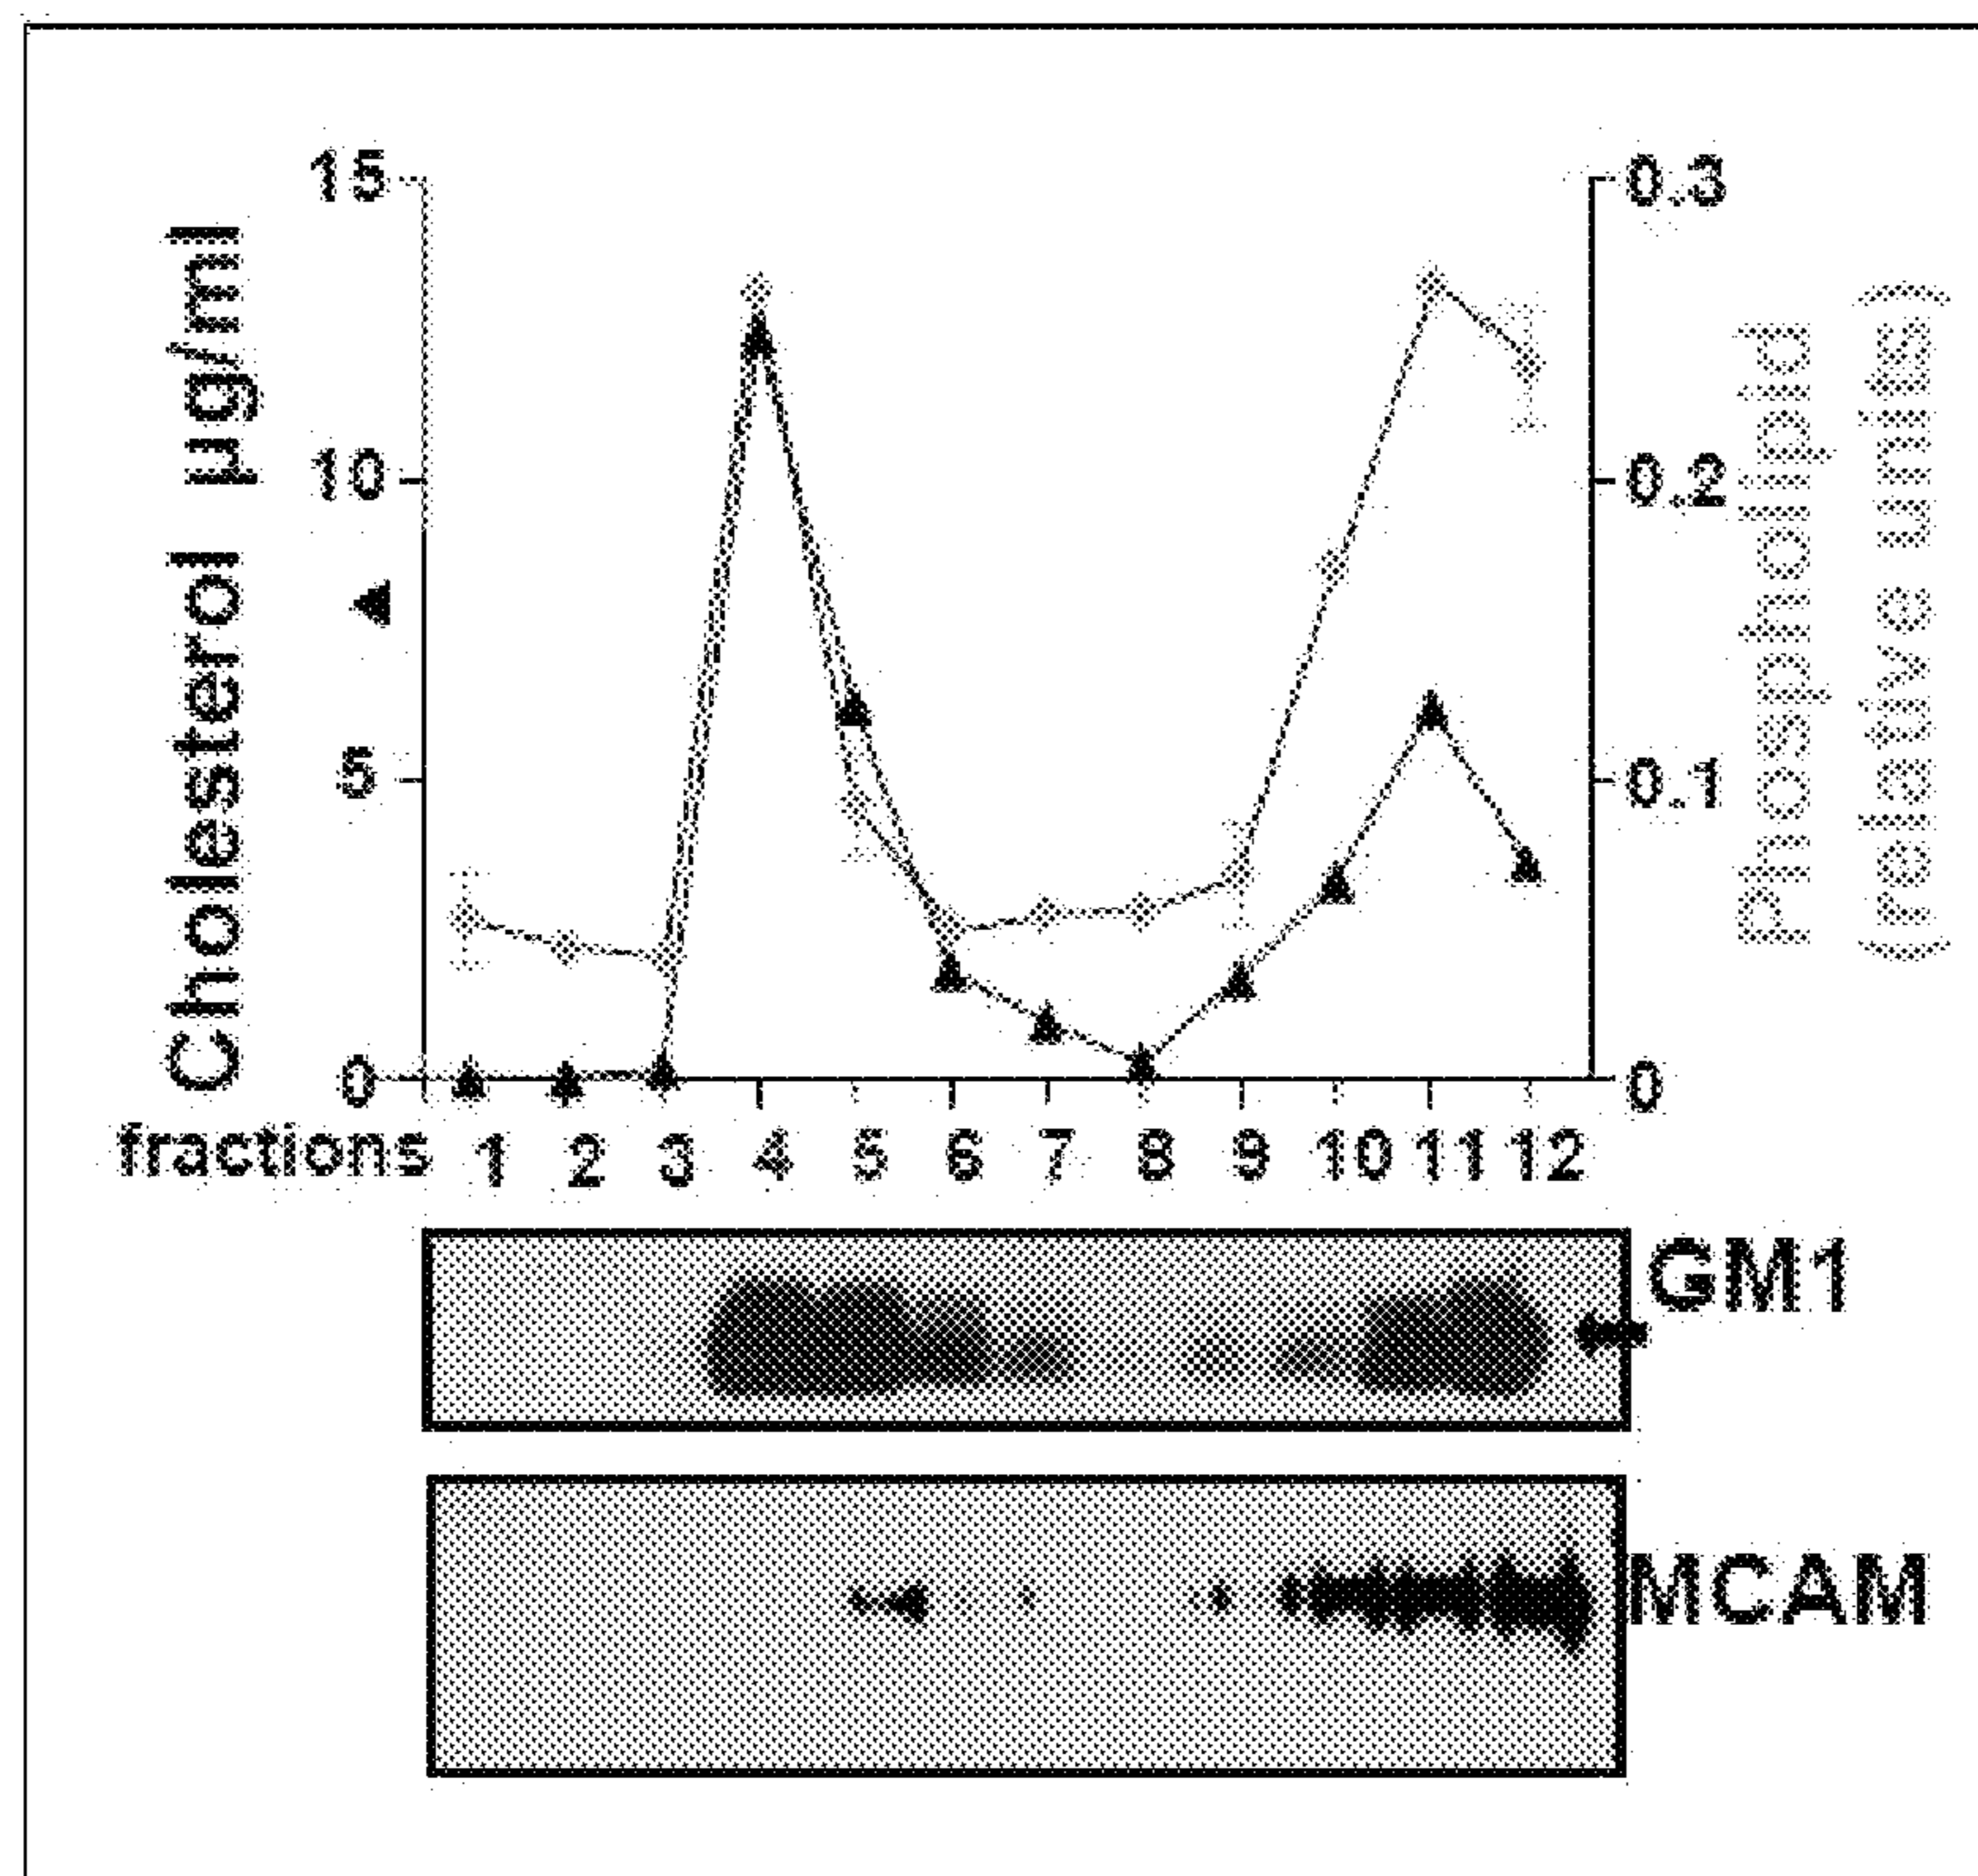 Cholesterol µg/ml
15
10
5
0
0.3
0.2
0.1
0
Phospholipid
(relative units)
fractions 1 2 3 4 5 6 7 8 9 10 11 12
GM1
MCAM